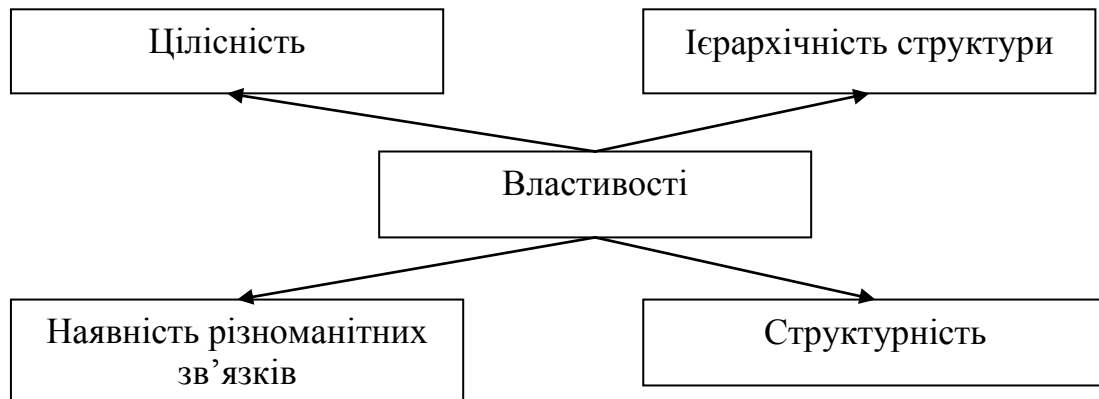 Цілісність
Ієрархічність структури
Властивості
Наявність різноманітних
зв’язків
Структурність